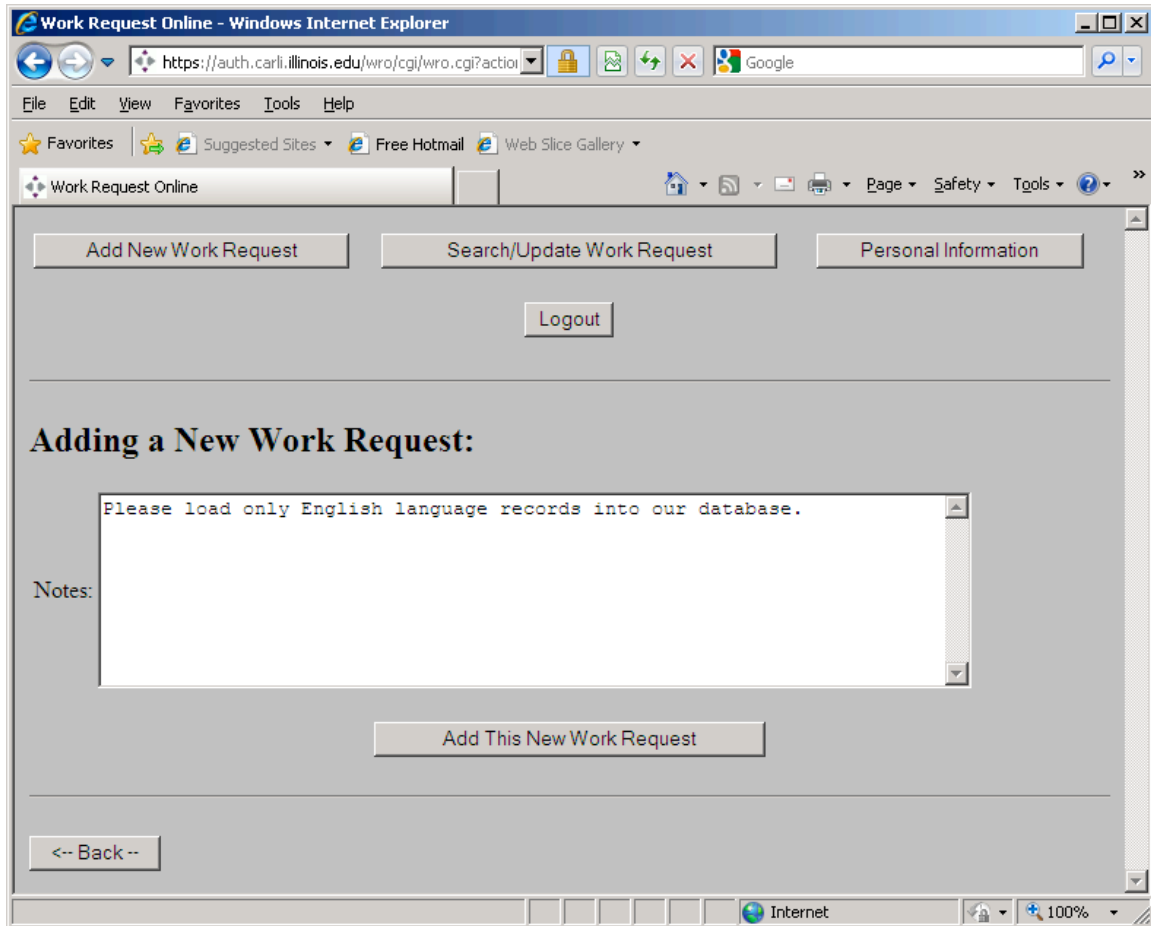 Work Request Online - Windows Internet Explorer
https://auth.carli.illinois.edu/wro/cgi/wro.cgi?action Google
File Edit View Favorites Tools Help
Favorites Suggested Sites Free Hotmail Web Slice Gallery
Work Request Online Page Safety Tools »
Add New Work Request Search/Update Work Request Personal Information
Logout
Adding a New Work Request:
Please load only English language records into our database.
Notes:
Add This New Work Request
<-- Back --
Internet 100%